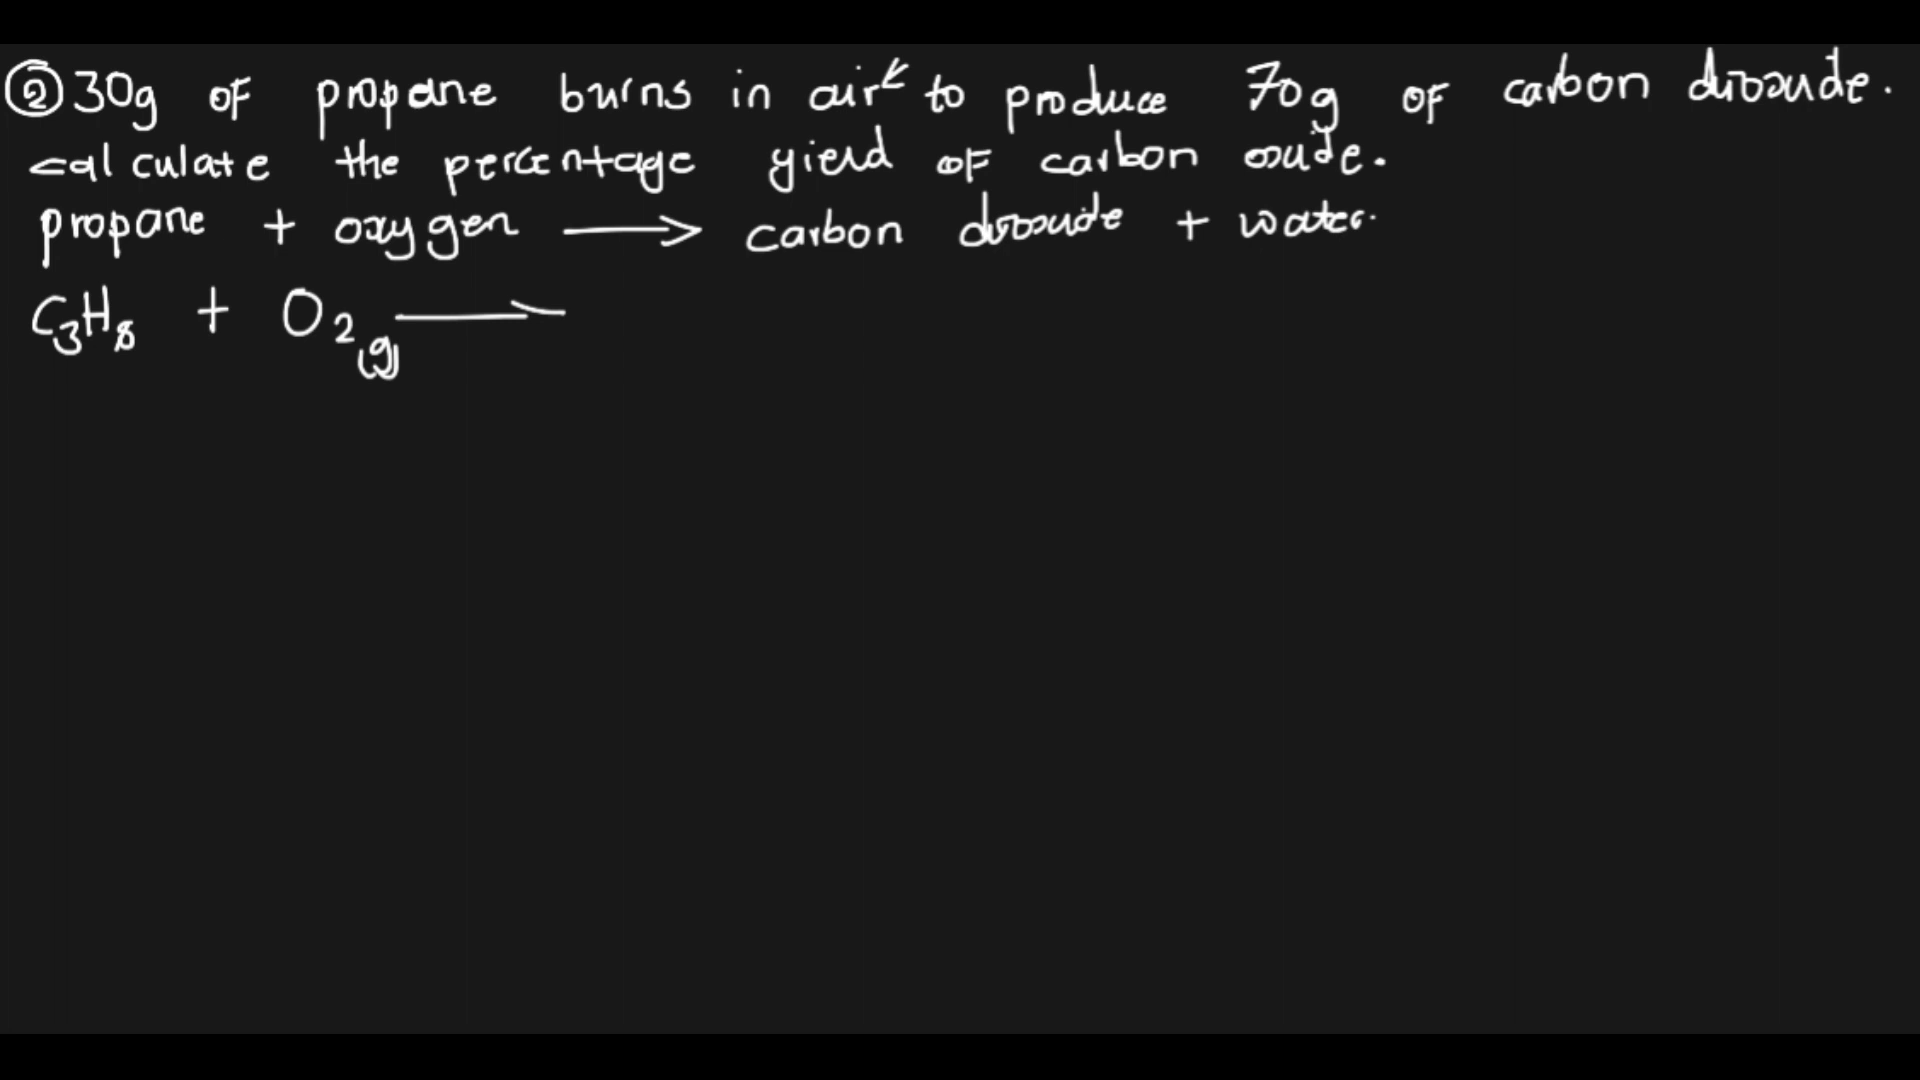 ② 30g of propane burns in air to produce 70g of carbon dioxide.
calculate the percentage yield of carbon oxide.
propane + oxygen → carbon dioxide + water.
C₃H₈ + O₂(g) →